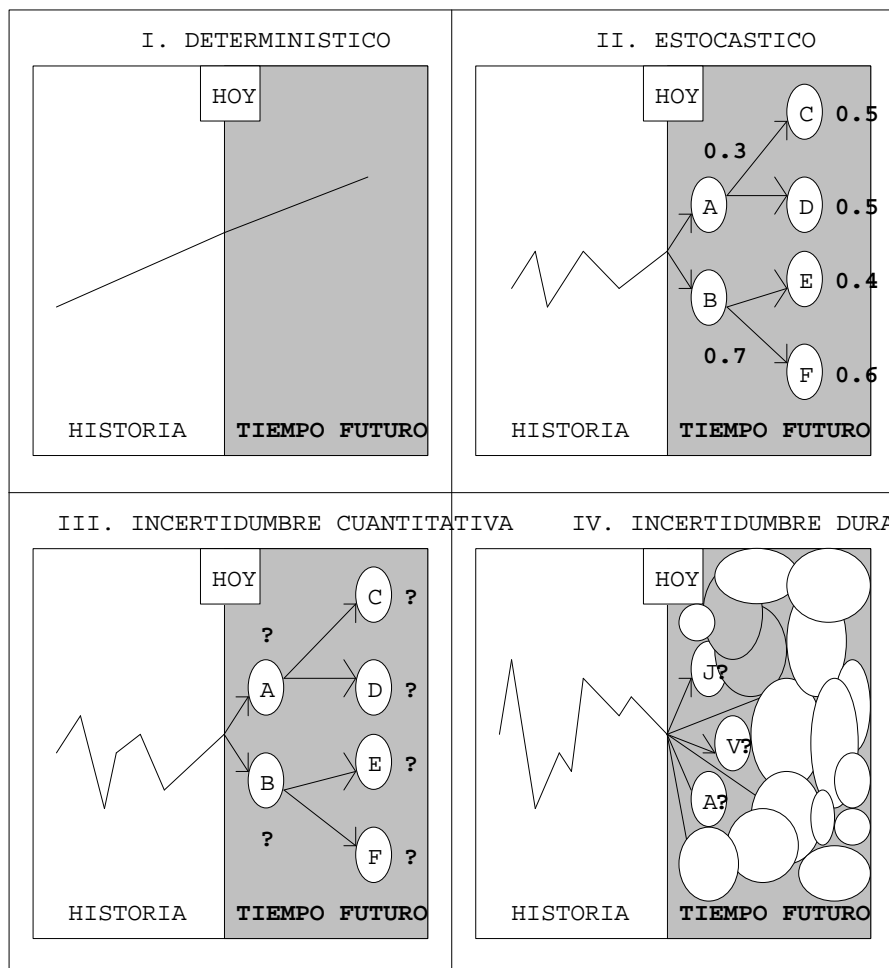 I. DETERMINISTICO
HOY
HISTORIA TIEMPO FUTURO
II. ESTOCASTICO
HOY
C 0.5
0.3
A D 0.5
E 0.4
B
0.7
F 0.6
HISTORIA TIEMPO FUTURO
III. INCERTIDUMBRE CUANTITATIVA
HOY
C ?
?
A D ?
E ?
B
?
F ?
HISTORIA TIEMPO FUTURO
IV. INCERTIDUMBRE DURA
HOY
J?
V?
A?
HISTORIA TIEMPO FUTURO